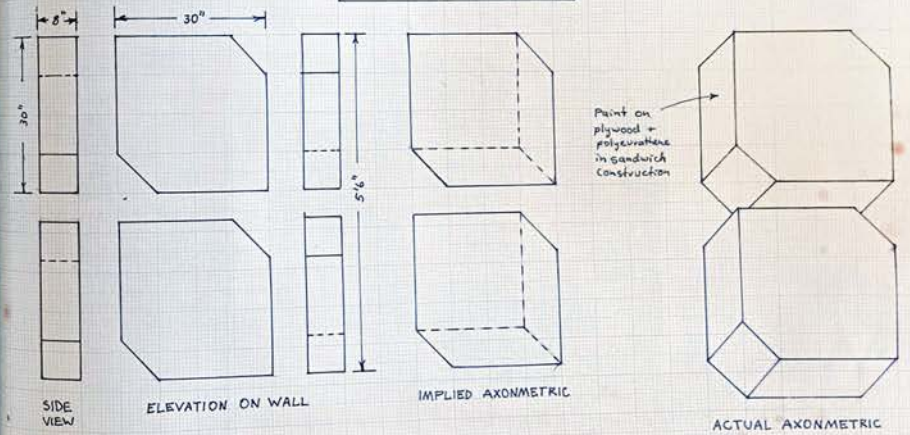 8"
30"
30"
5'6"
Paint on
plywood +
polyeurathene
in sandwich
Construction
SIDE
VIEW
ELEVATION ON WALL
IMPLIED AXONMETRIC
ACTUAL AXONMETRIC